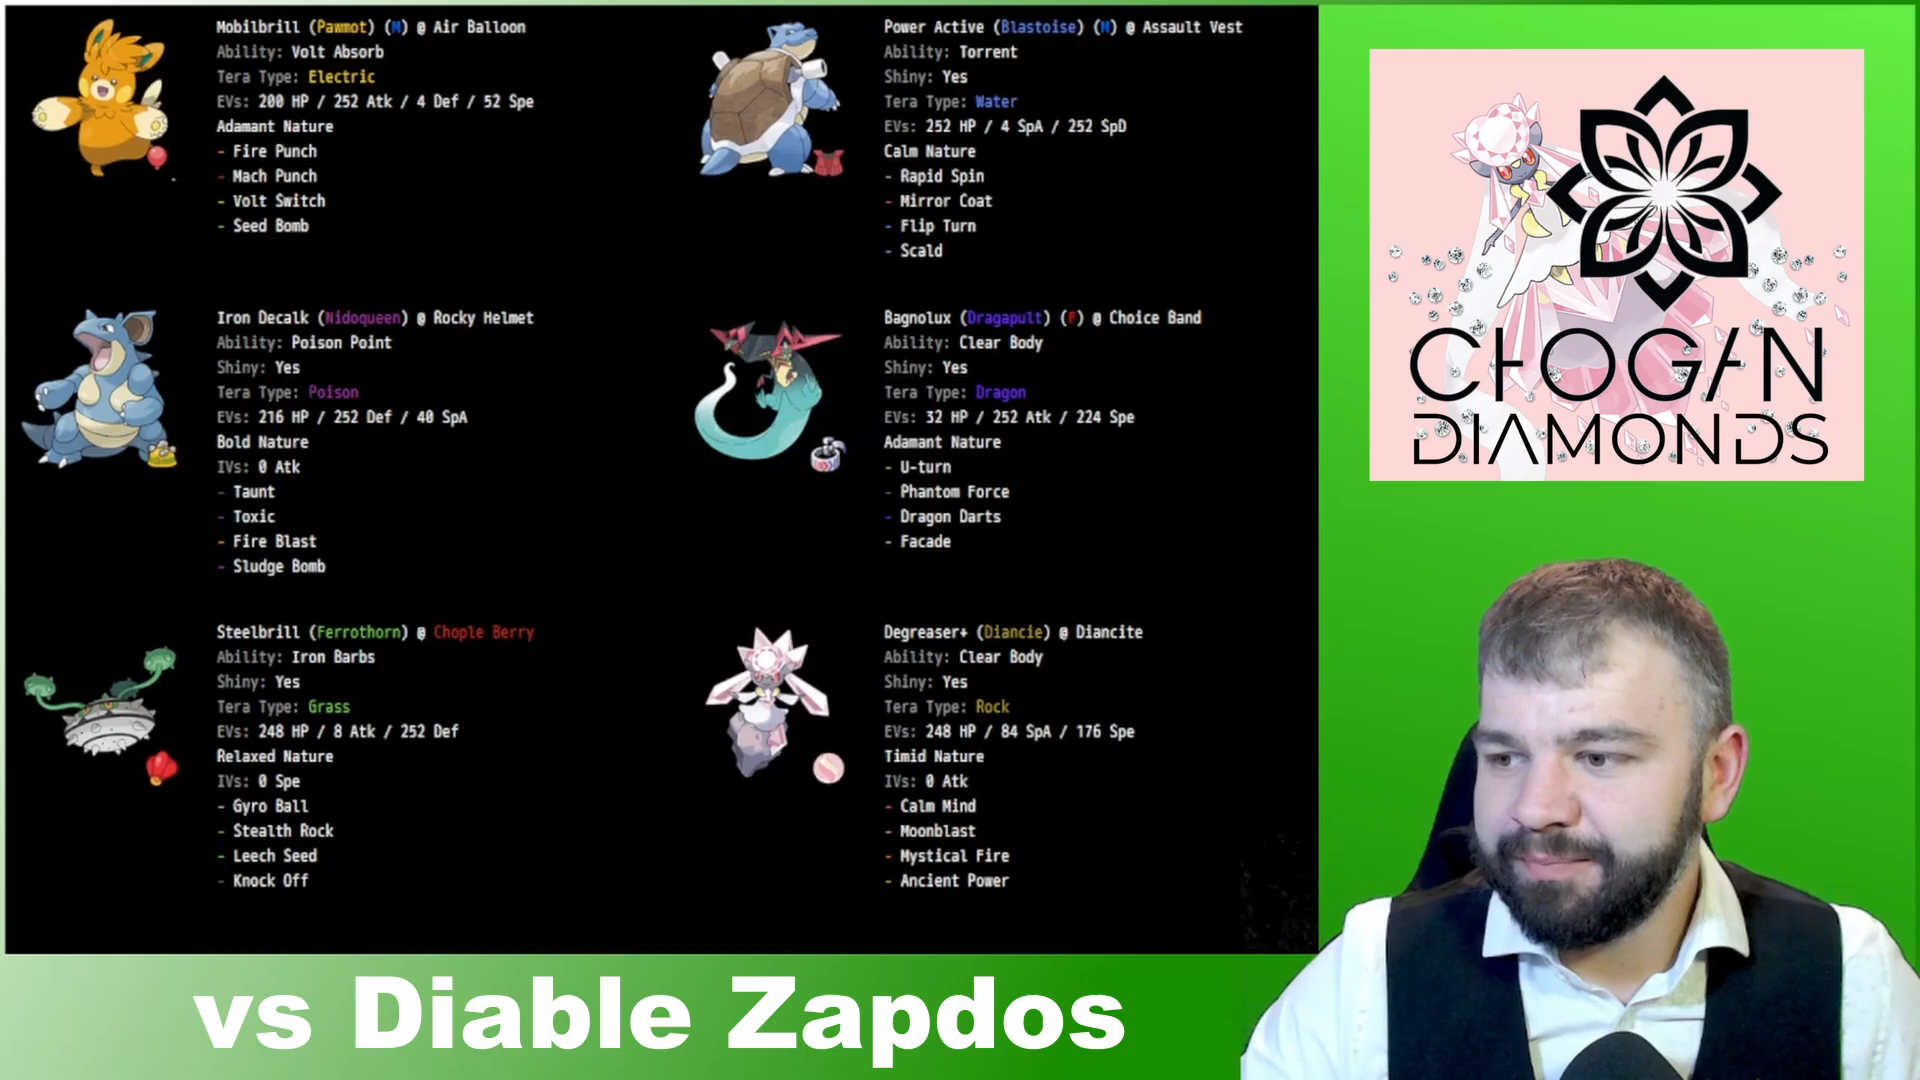 Mobilbrill (Pawmot) (M) @ Air Balloon
Ability: Volt Absorb
Tera Type: Electric
EVs: 200 HP / 252 Atk / 4 Def / 52 Spe
Adamant Nature
- Fire Punch
- Mach Punch
- Volt Switch
- Seed Bomb
Power Active (Blastoise) (M) @ Assault Vest
Ability: Torrent
Shiny: Yes
Tera Type: Water
EVs: 252 HP / 4 SpA / 252 SpD
Calm Nature
- Rapid Spin
- Mirror Coat
- Flip Turn
- Scald
Iron Decalk (Nidoqueen) @ Rocky Helmet
Ability: Poison Point
Shiny: Yes
Tera Type: Poison
EVs: 216 HP / 252 Def / 40 SpA
Bold Nature
IVs: 0 Atk
- Taunt
- Toxic
- Fire Blast
- Sludge Bomb
Bagnolux (Dragapult) (F) @ Choice Band
Ability: Clear Body
Shiny: Yes
Tera Type: Dragon
EVs: 32 HP / 252 Atk / 224 Spe
Adamant Nature
- U-turn
- Phantom Force
- Dragon Darts
- Facade
Steelbrill (Ferrothorn) @ Chople Berry
Ability: Iron Barbs
Shiny: Yes
Tera Type: Grass
EVs: 248 HP / 8 Atk / 252 Def
Relaxed Nature
IVs: 0 Spe
- Gyro Ball
- Stealth Rock
- Leech Seed
- Knock Off
Degreaser+ (Diancie) @ Diancite
Ability: Clear Body
Shiny: Yes
Tera Type: Rock
EVs: 248 HP / 84 SpA / 176 Spe
Timid Nature
IVs: 0 Atk
- Calm Mind
- Moonblast
- Mystical Fire
- Ancient Power
CHOGAN
DIAMONDS
vs Diable Zapdos